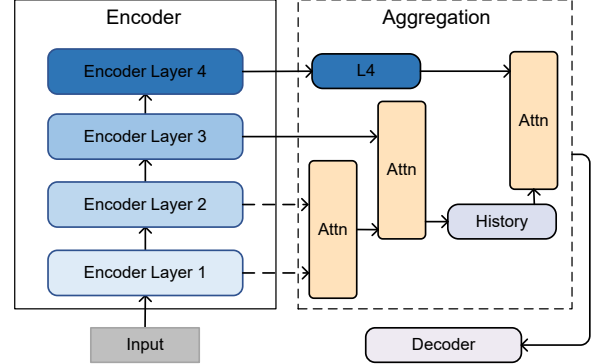 Encoder
Aggregation
Encoder Layer 4
L4
Encoder Layer 3
Attn
Attn
Encoder Layer 2
Attn
History
Encoder Layer 1
Input
Decoder